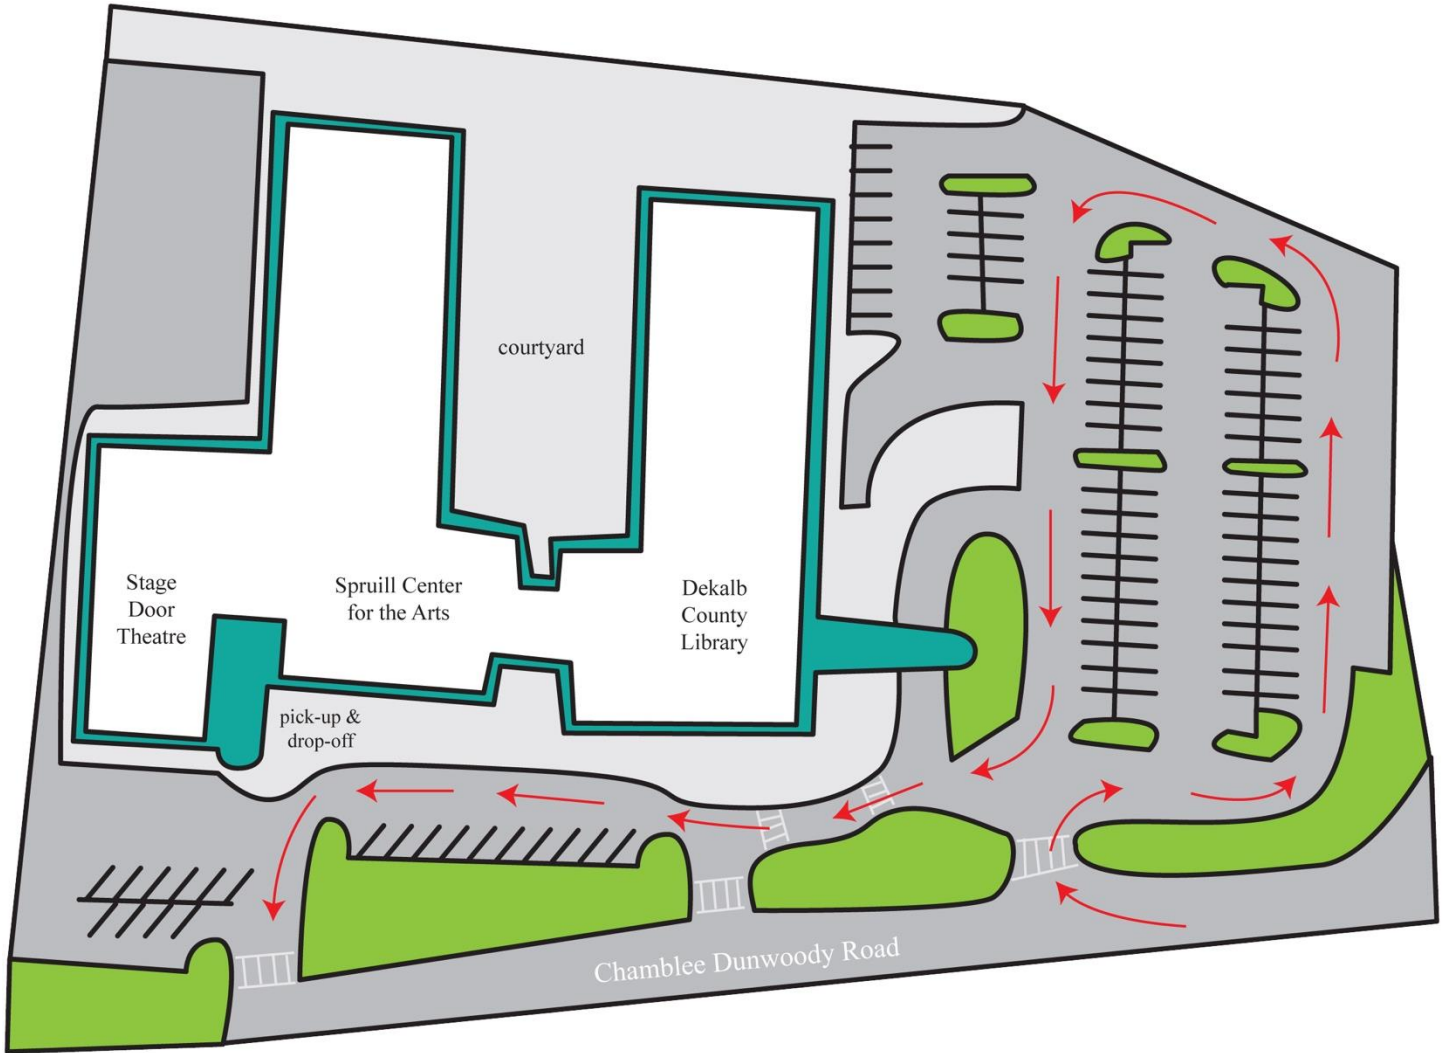 courtyard
Stage
Door
Theatre
Spruill Center
for the Arts
Dekalb
County
Library
pick-up &
drop-off
Chamblee Dunwoody Road